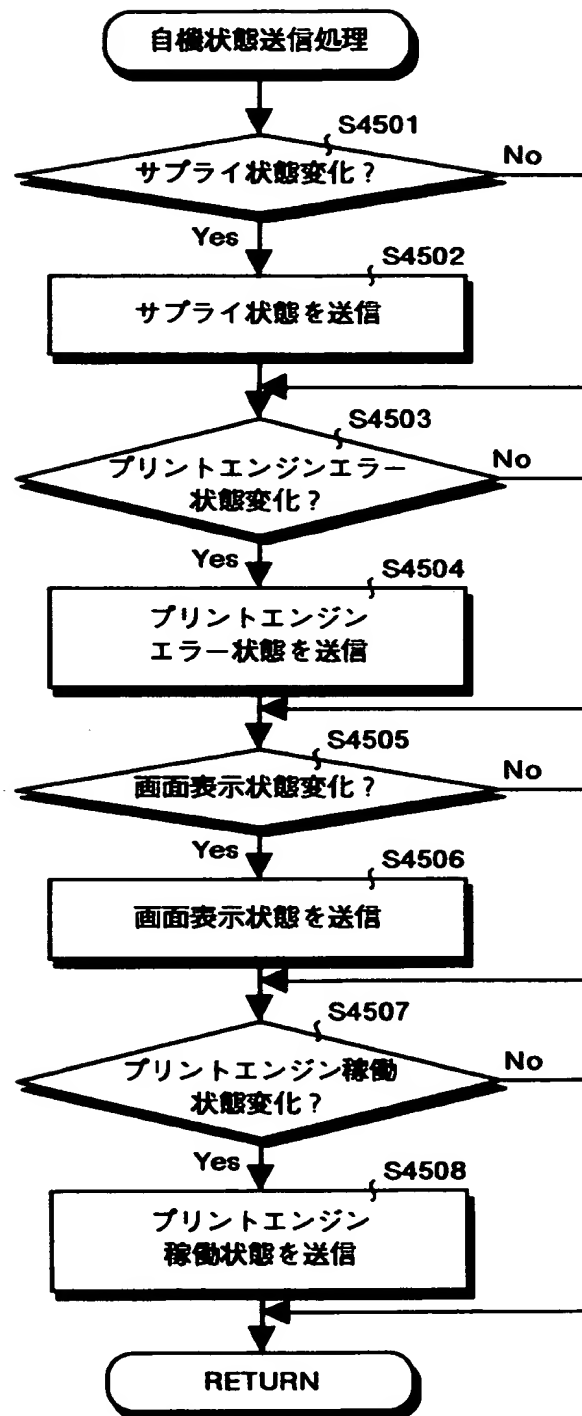 自機状態送信処理
S4501
サプライ状態変化？
No
Yes
S4502
サプライ状態を送信
S4503
プリントエンジンエラー
状態変化？
No
Yes
S4504
プリントエンジン
エラー状態を送信
S4505
画面表示状態変化？
No
Yes
S4506
画面表示状態を送信
S4507
プリントエンジン稼働
状態変化？
No
Yes
S4508
プリントエンジン
稼働状態を送信
RETURN